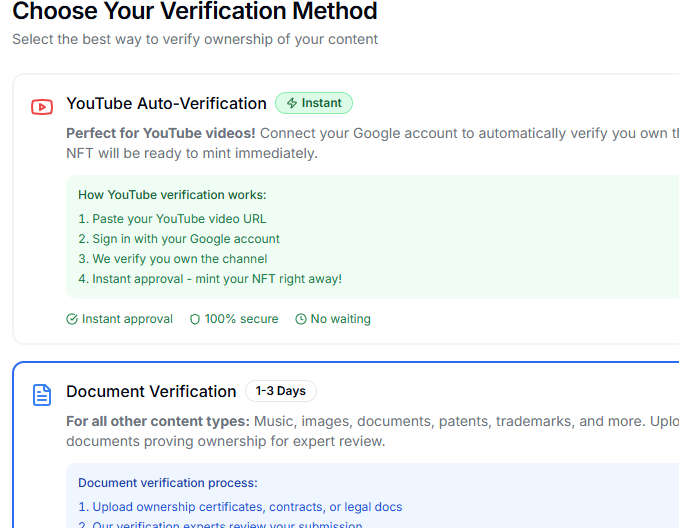 Choose Your Verification Method
Select the best way to verify ownership of your content
YouTube Auto-Verification
Instant
Perfect for YouTube videos! Connect your Google account to automatically verify you own
NFT will be ready to mint immediately.
How YouTube verification works:
1. Paste your YouTube video URL
2. Sign in with your Google account
3. We verify you own the channel
4. Instant approval - mint your NFT right away!
Instant approval
100% secure
No waiting
Document Verification
1-3 Days
For all other content types: Music, images, documents, patents, trademarks, and more.
documents proving ownership for expert review.
Document verification process:
1. Upload ownership certificates, contracts, or legal docs
2. Our verification experts review your submission